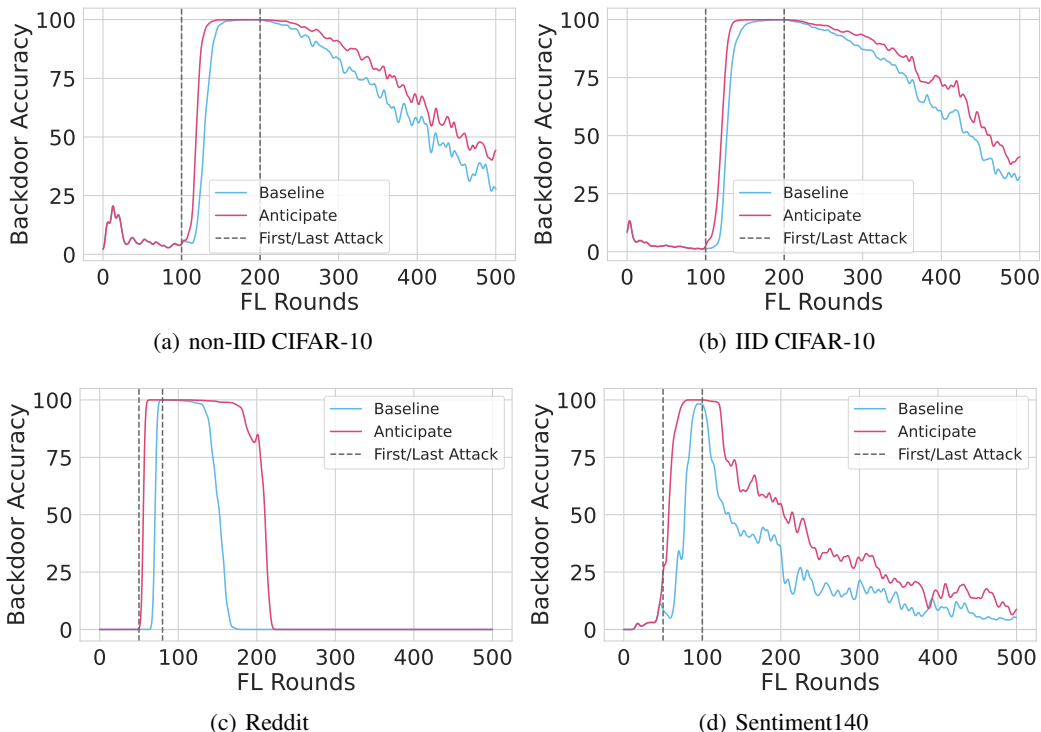 100
75
50
25
0
Backdoor Accuracy
Baseline
Anticipate
First/Last Attack
0 100 200 300 400 500
FL Rounds
(a) non-IID CIFAR-10
100
75
50
25
0
Backdoor Accuracy
Baseline
Anticipate
First/Last Attack
0 100 200 300 400 500
FL Rounds
(b) IID CIFAR-10
100
75
50
25
0
Backdoor Accuracy
Baseline
Anticipate
First/Last Attack
0 100 200 300 400 500
FL Rounds
(c) Reddit
100
75
50
25
0
Backdoor Accuracy
Baseline
Anticipate
First/Last Attack
0 100 200 300 400 500
FL Rounds
(d) Sentiment140